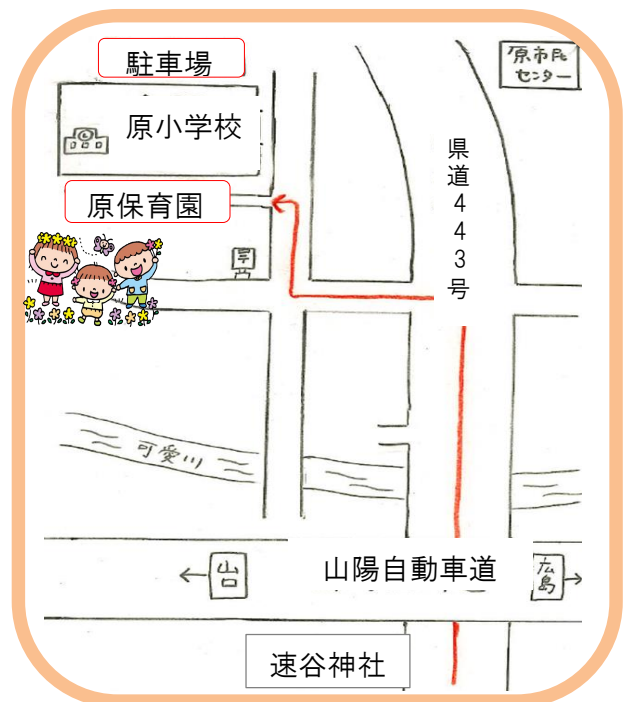 駐車場
原市民
センター
原小学校
県道443号
原保育園
可愛川
山口
山陽自動車道
広島
速谷神社